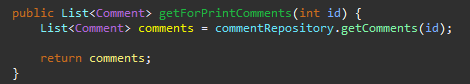 public List<Comment> getForPrintComments(int id) {
    List<Comment> comments = commentRepository.getComments(id);
    return comments;
}